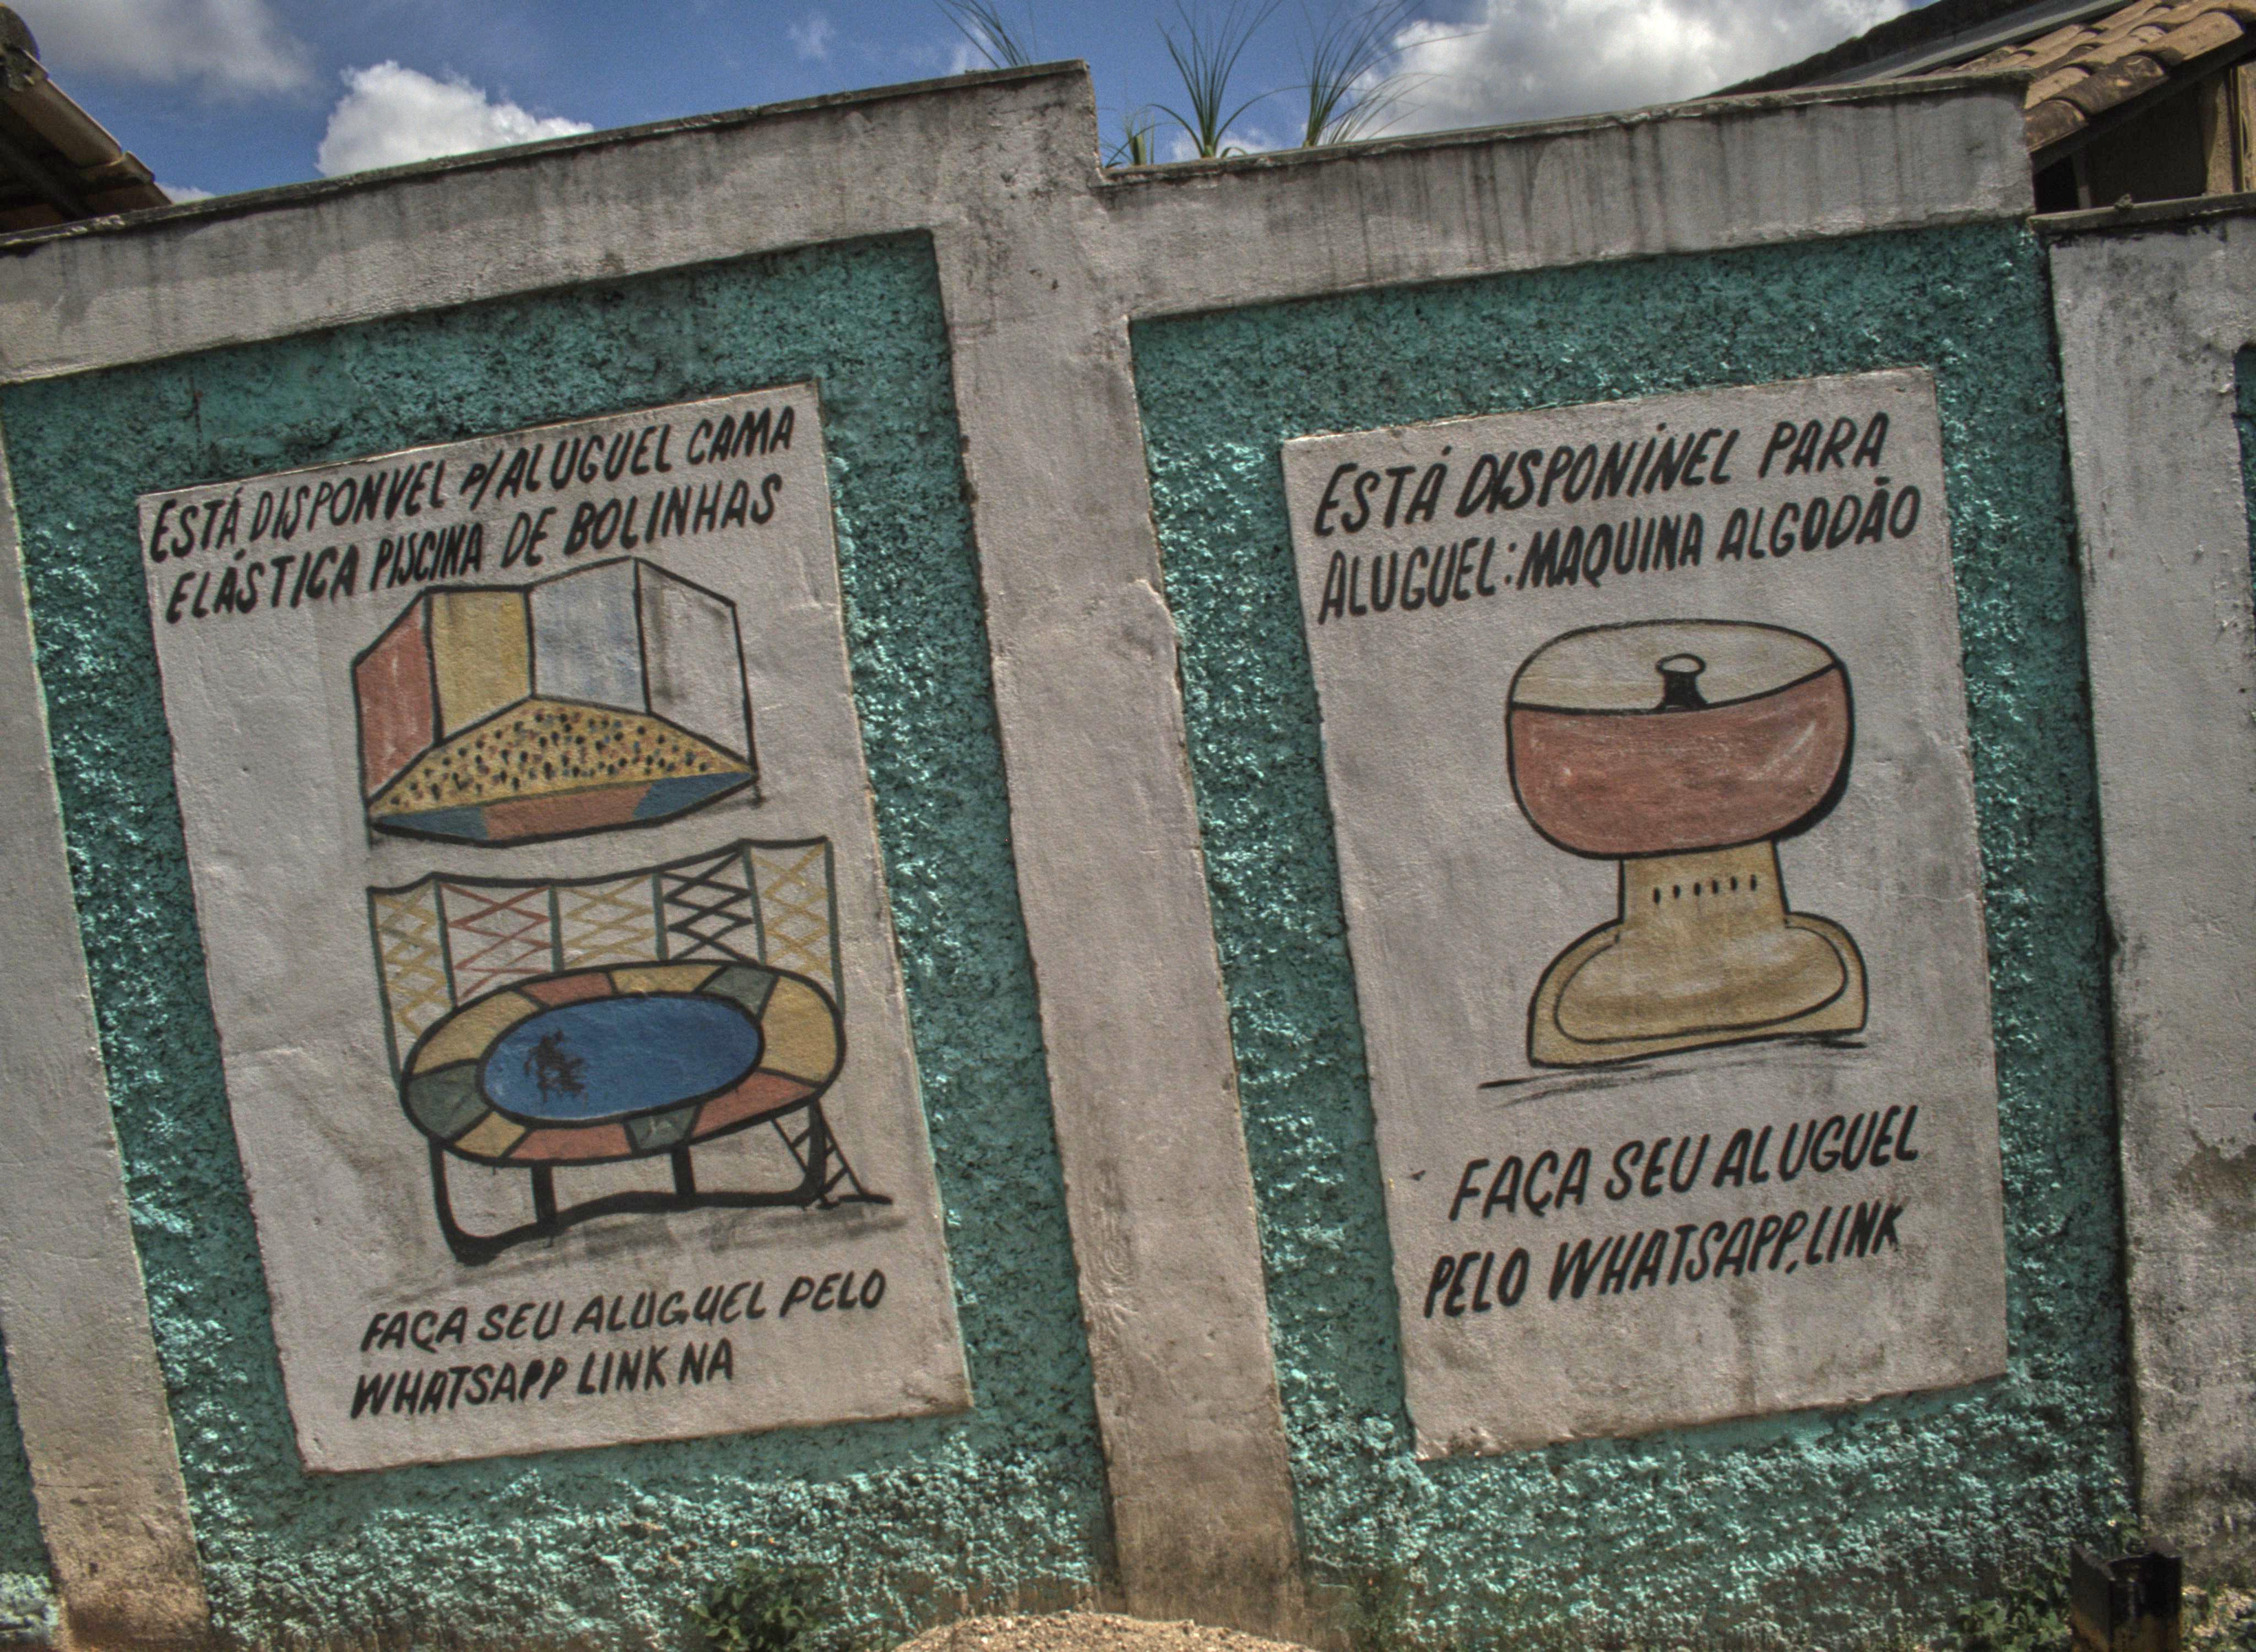 ESTÁ DISPONVEL P/ALUGUEL CAMA
ELÁSTICA PISCINA DE BOLINHAS
FAÇA SEU ALUGUEL PELO
WHATSAPP LINK NA
ESTÁ DISPONÍNEL PARA
ALUGUEL: MAQUINA ALGODÃO
FAÇA SEU ALUGUEL
PELO WHATSAPP, LINK